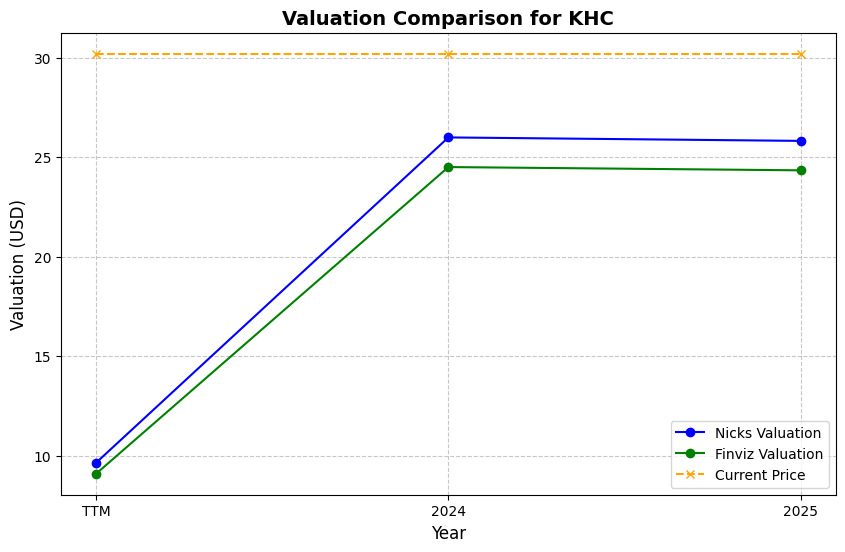 Valuation Comparison for KHC
Valuation (USD)
30
25
20
15
10
TTM
2024
2025
Year
Nicks Valuation
Finviz Valuation
Current Price